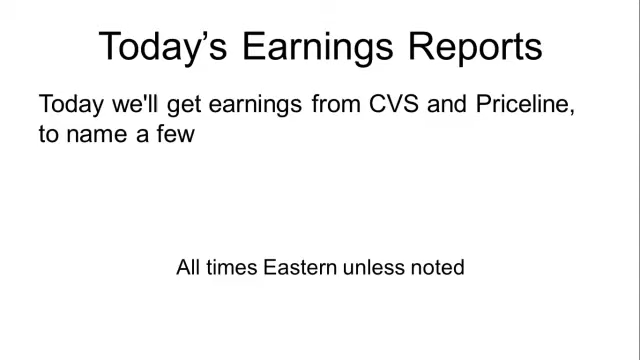 Today’s Earnings Reports
Today we'll get earnings from CVS and Priceline,
to name a few
All times Eastern unless noted